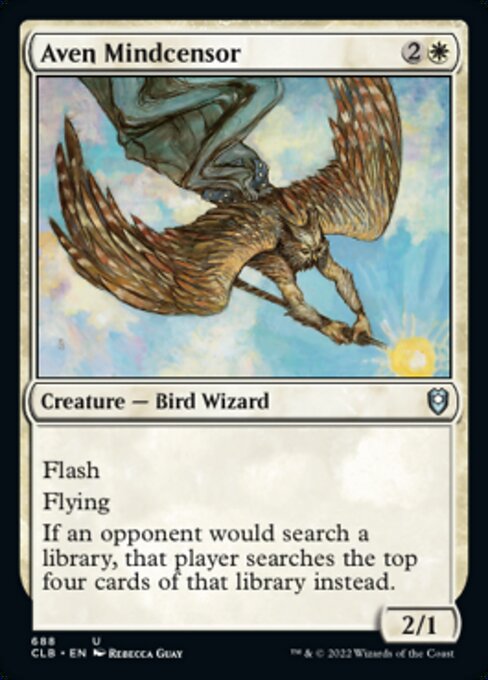 Aven Mindcensor 2
Creature — Bird Wizard
Flash
Flying
If an opponent would search a
library, that player searches the top
four cards of that library instead.
2/1
688 U
CLB • EN Rebecca Guay ™ & © 2022 Wizards of the Coast